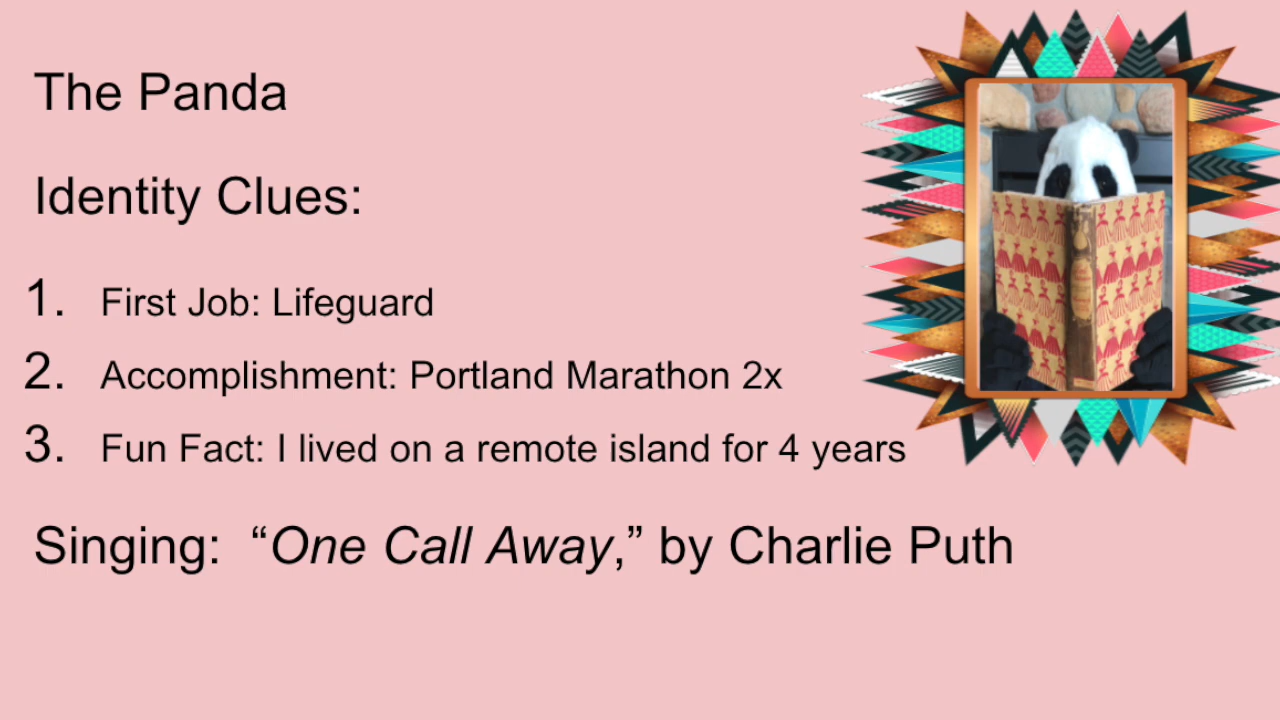 The Panda
Identity Clues:
1. First Job: Lifeguard
2. Accomplishment: Portland Marathon 2x
3. Fun Fact: I lived on a remote island for 4 years
Singing: “One Call Away,” by Charlie Puth